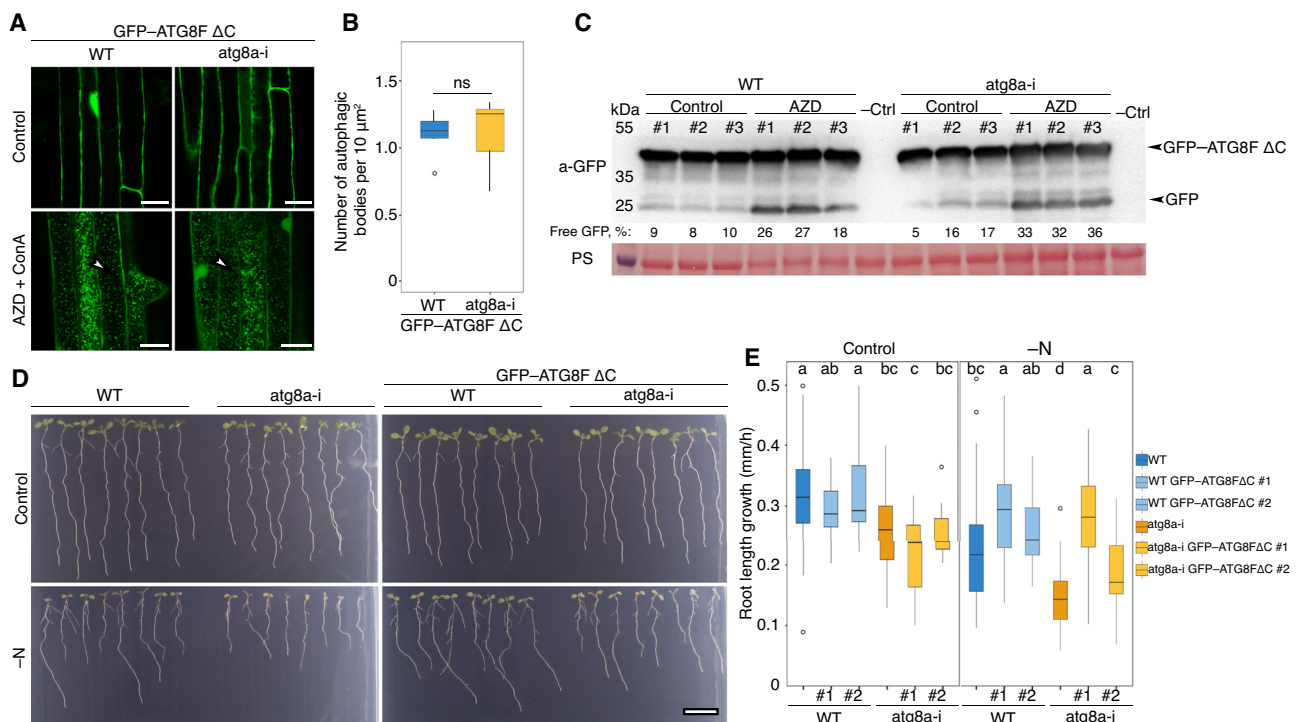 A
GFP–ATG8F ΔC
WT
atg8a-i
Control
AZD + ConA
B
Number of autophagic
bodies per 10 µm²
1.5
1.0
0.5
0
ns
WT
atg8a-i
GFP–ATG8F ΔC
C
WT
atg8a-i
kDa
Control
AZD
–Ctrl
Control
AZD
–Ctrl
55
#1
#2
#3
#1
#2
#3
#1
#2
#3
#1
#2
#3
a-GFP
35
25
GFP–ATG8F ΔC
GFP
Free GFP, %:
9
8
10
26
27
18
5
16
17
33
32
36
PS
D
GFP–ATG8F ΔC
WT
atg8a-i
WT
atg8a-i
Control
–N
E
Control
–N
a
ab
a
bc
c
bc
bc
a
ab
d
a
c
Root length growth (mm/h)
0.5
0.4
0.3
0.2
0.1
0
WT
WT GFP–ATG8FΔC #1
WT GFP–ATG8FΔC #2
atg8a-i
atg8a-i GFP–ATG8FΔC #1
atg8a-i GFP–ATG8FΔC #2
-
#1
#2
-
#1
#2
-
#1
#2
-
#1
#2
WT
atg8a-i
WT
atg8a-i